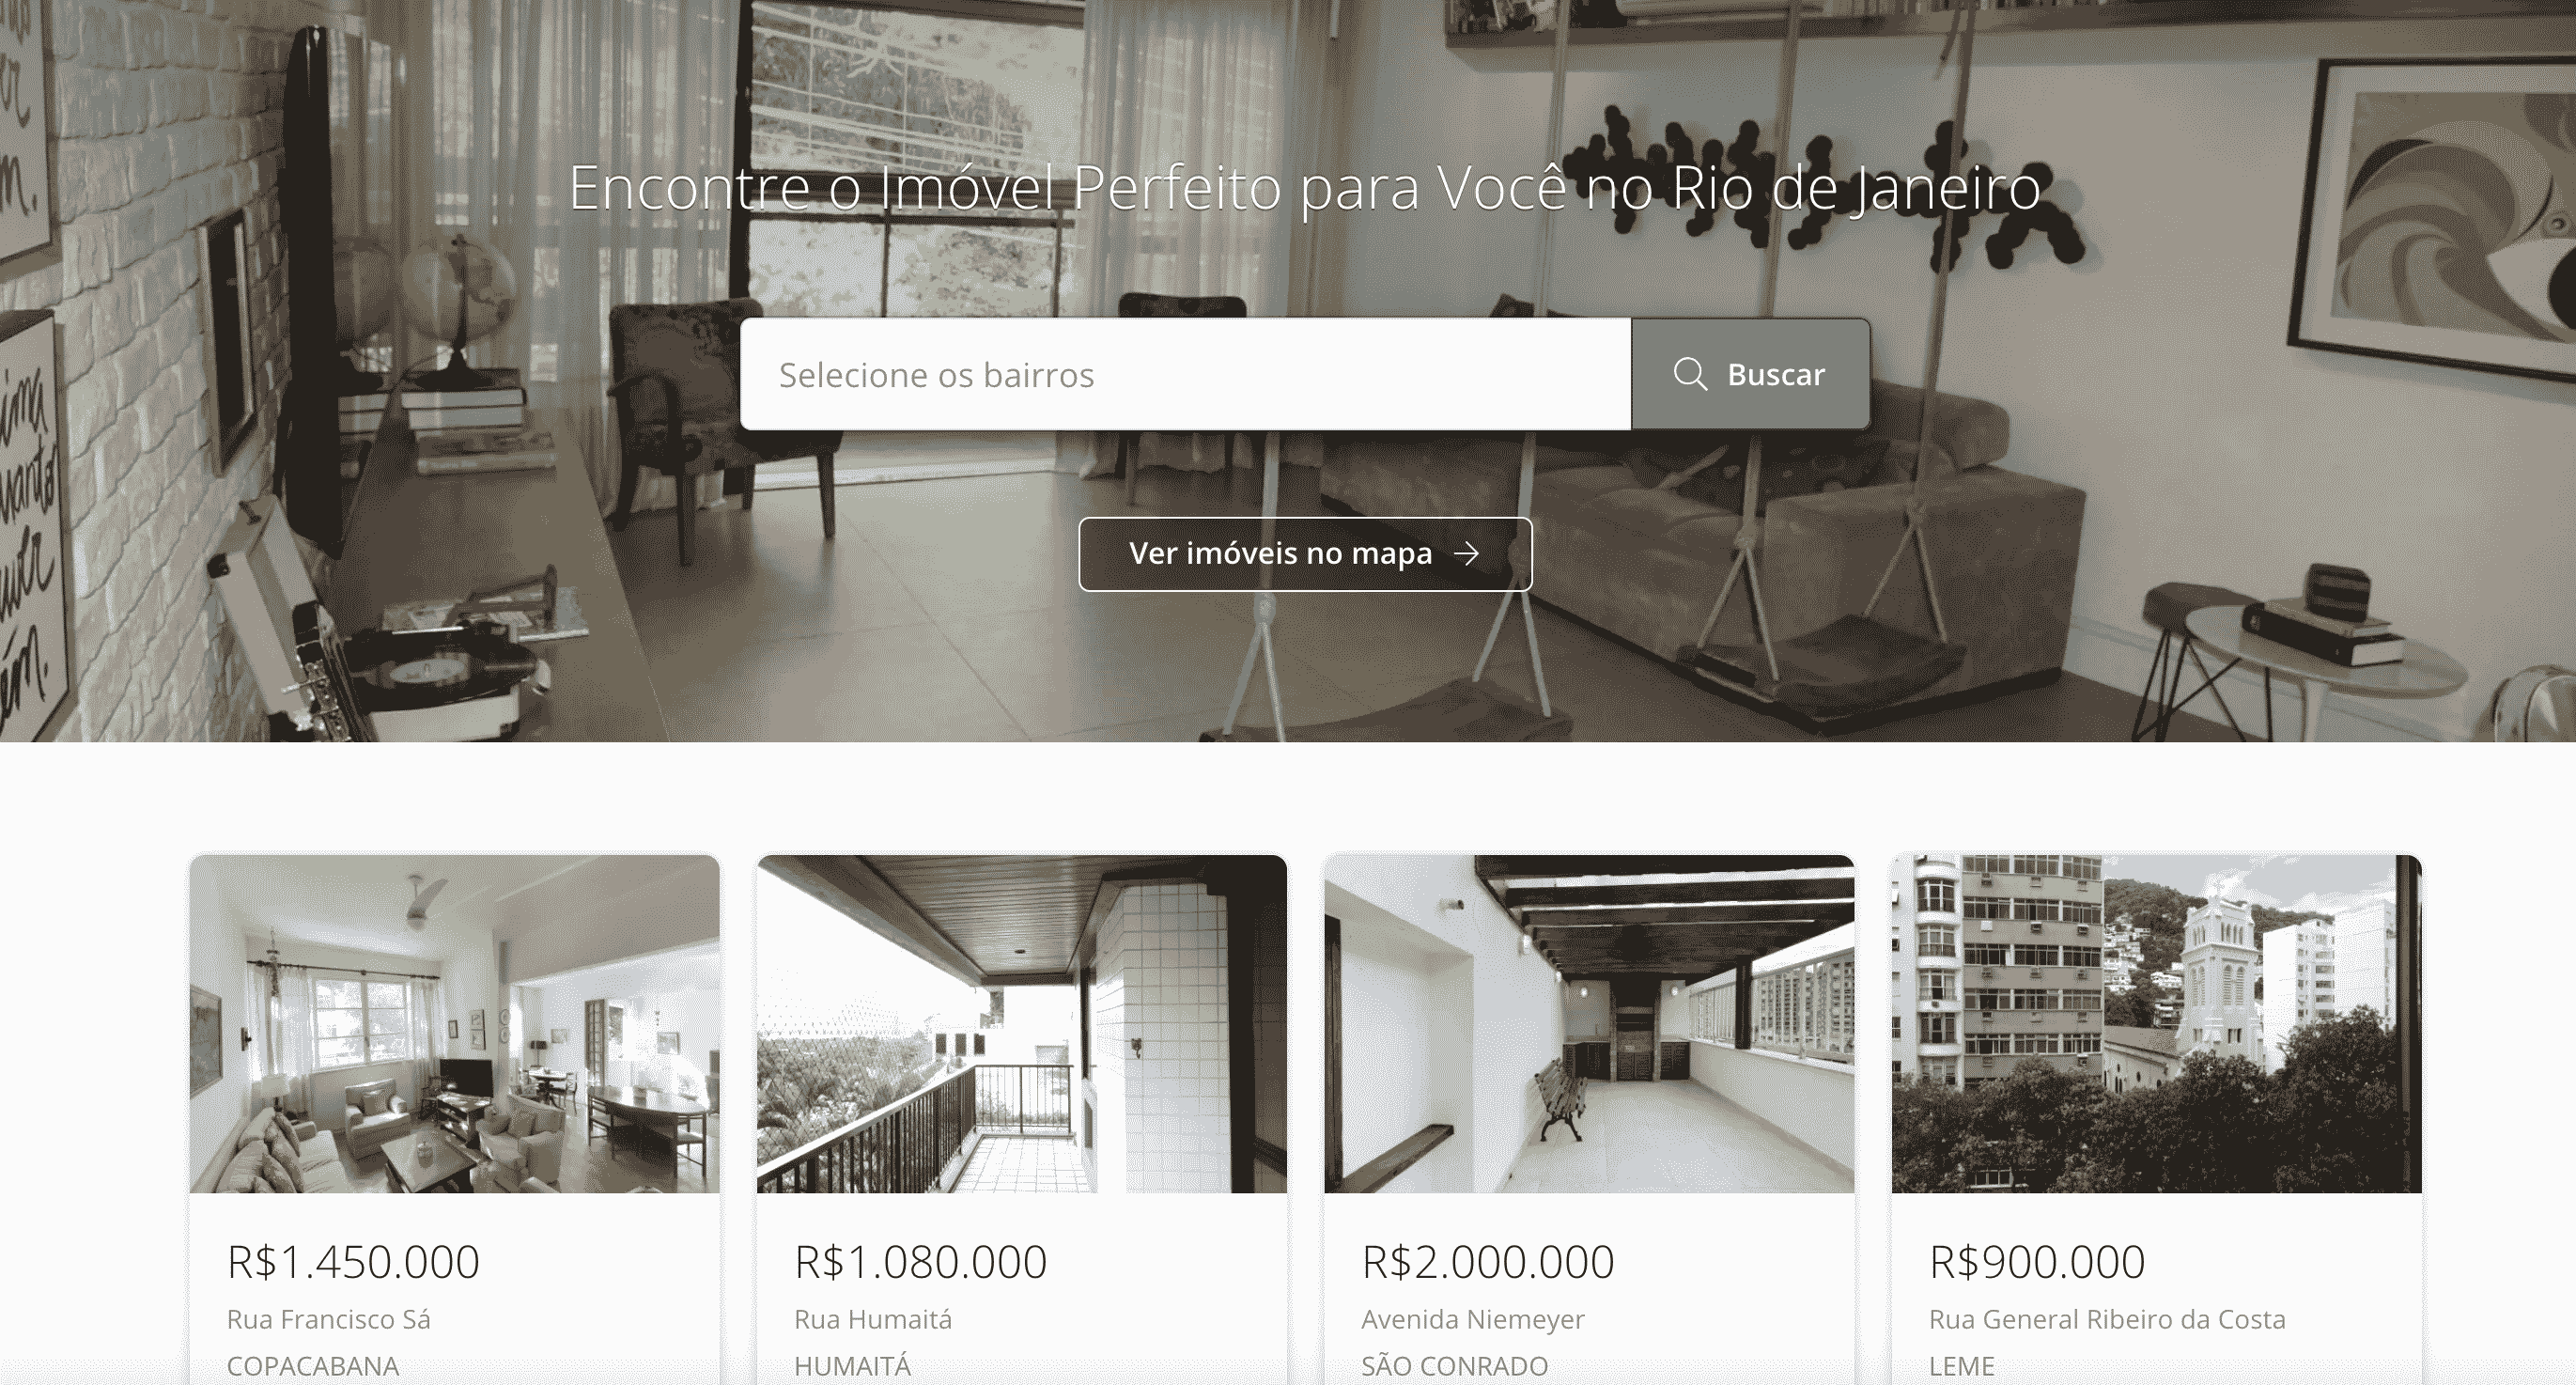 Encontre o Imóvel Perfeito para Você no Rio de Janeiro
Selecione os bairros
Buscar
Ver imóveis no mapa
R$1.450.000
Rua Francisco Sá
COPACABANA
R$1.080.000
Rua Humaitá
HUMAITÁ
R$2.000.000
Avenida Niemeyer
SÃO CONRADO
R$900.000
Rua General Ribeiro da Costa
LEME